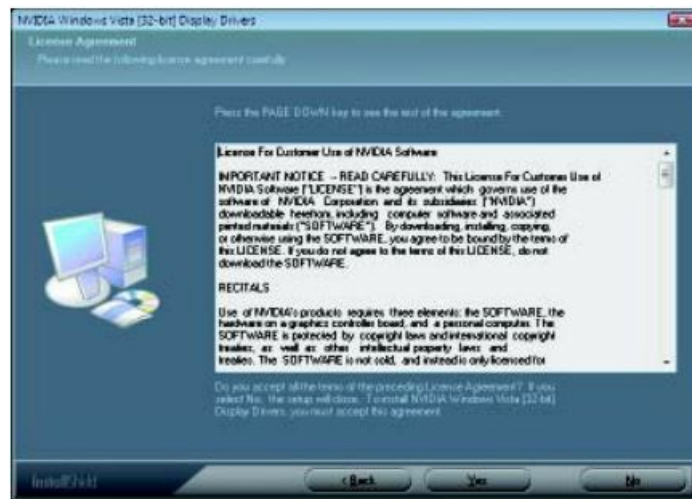 NVIDIA Windows Vista [32-bit] Display Drivers
License Agreement
Please read the following license agreement carefully.
Press the PAGE DOWN key to see the rest of the agreement.
License For Customer Use of NVIDIA Software
IMPORTANT NOTICE -- READ CAREFULLY: This License For Customer Use of
NVIDIA Software ("LICENSE") is the agreement which governs use of the
software of NVIDIA Corporation and its subsidiaries ("NVIDIA")
downloadable herefrom, including computer software and associated
printed materials ("SOFTWARE"). By downloading, installing, copying,
or otherwise using the SOFTWARE, you agree to be bound by the terms of
this LICENSE. If you do not agree to the terms of this LICENSE, do not
download the SOFTWARE.
RECITALS
Use of NVIDIA's products requires three elements: the SOFTWARE, the
hardware on a graphics controller board, and a personal computer. The
SOFTWARE is protected by copyright laws and international copyright
treaties, as well as other intellectual property laws and
treaties. The SOFTWARE is not sold, and instead is only licensed for
Do you accept all the terms of the preceding License Agreement? If you
select No, the setup will close. To install NVIDIA Windows Vista [32-bit]
Display Drivers, you must accept this agreement.
InstallShield
< Back
Yes
No